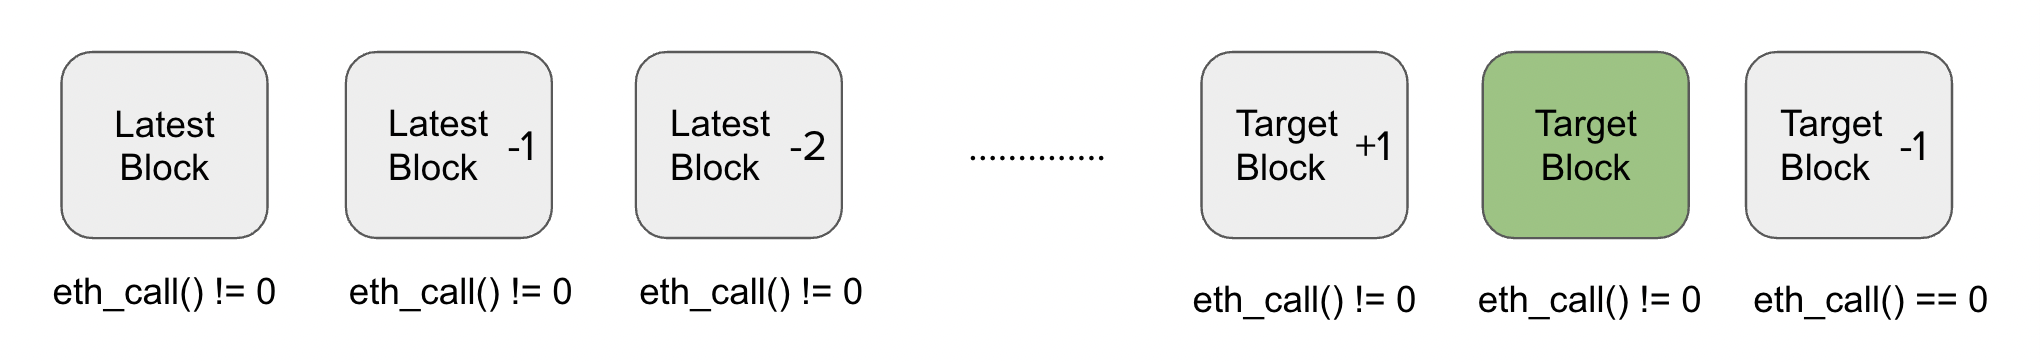 Latest
Block
Latest
Block -1
Latest
Block -2
..............
Target
Block +1
Target
Block
Target
Block -1
eth_call() != 0
eth_call() != 0
eth_call() != 0
eth_call() != 0
eth_call() != 0
eth_call() == 0